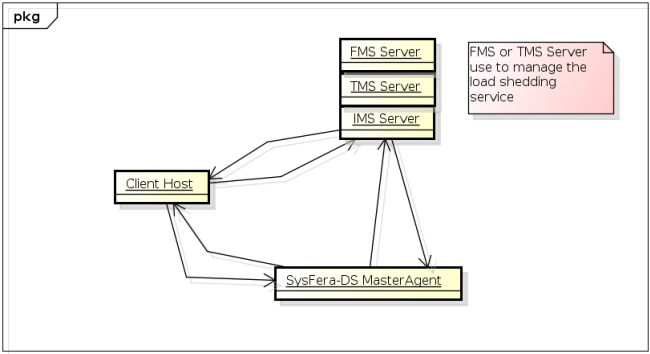 pkg
FMS Server
TMS Server
IMS Server
FMS or TMS Server
use to manage the
load shedding
service
Client Host
SysFera-DS MasterAgent